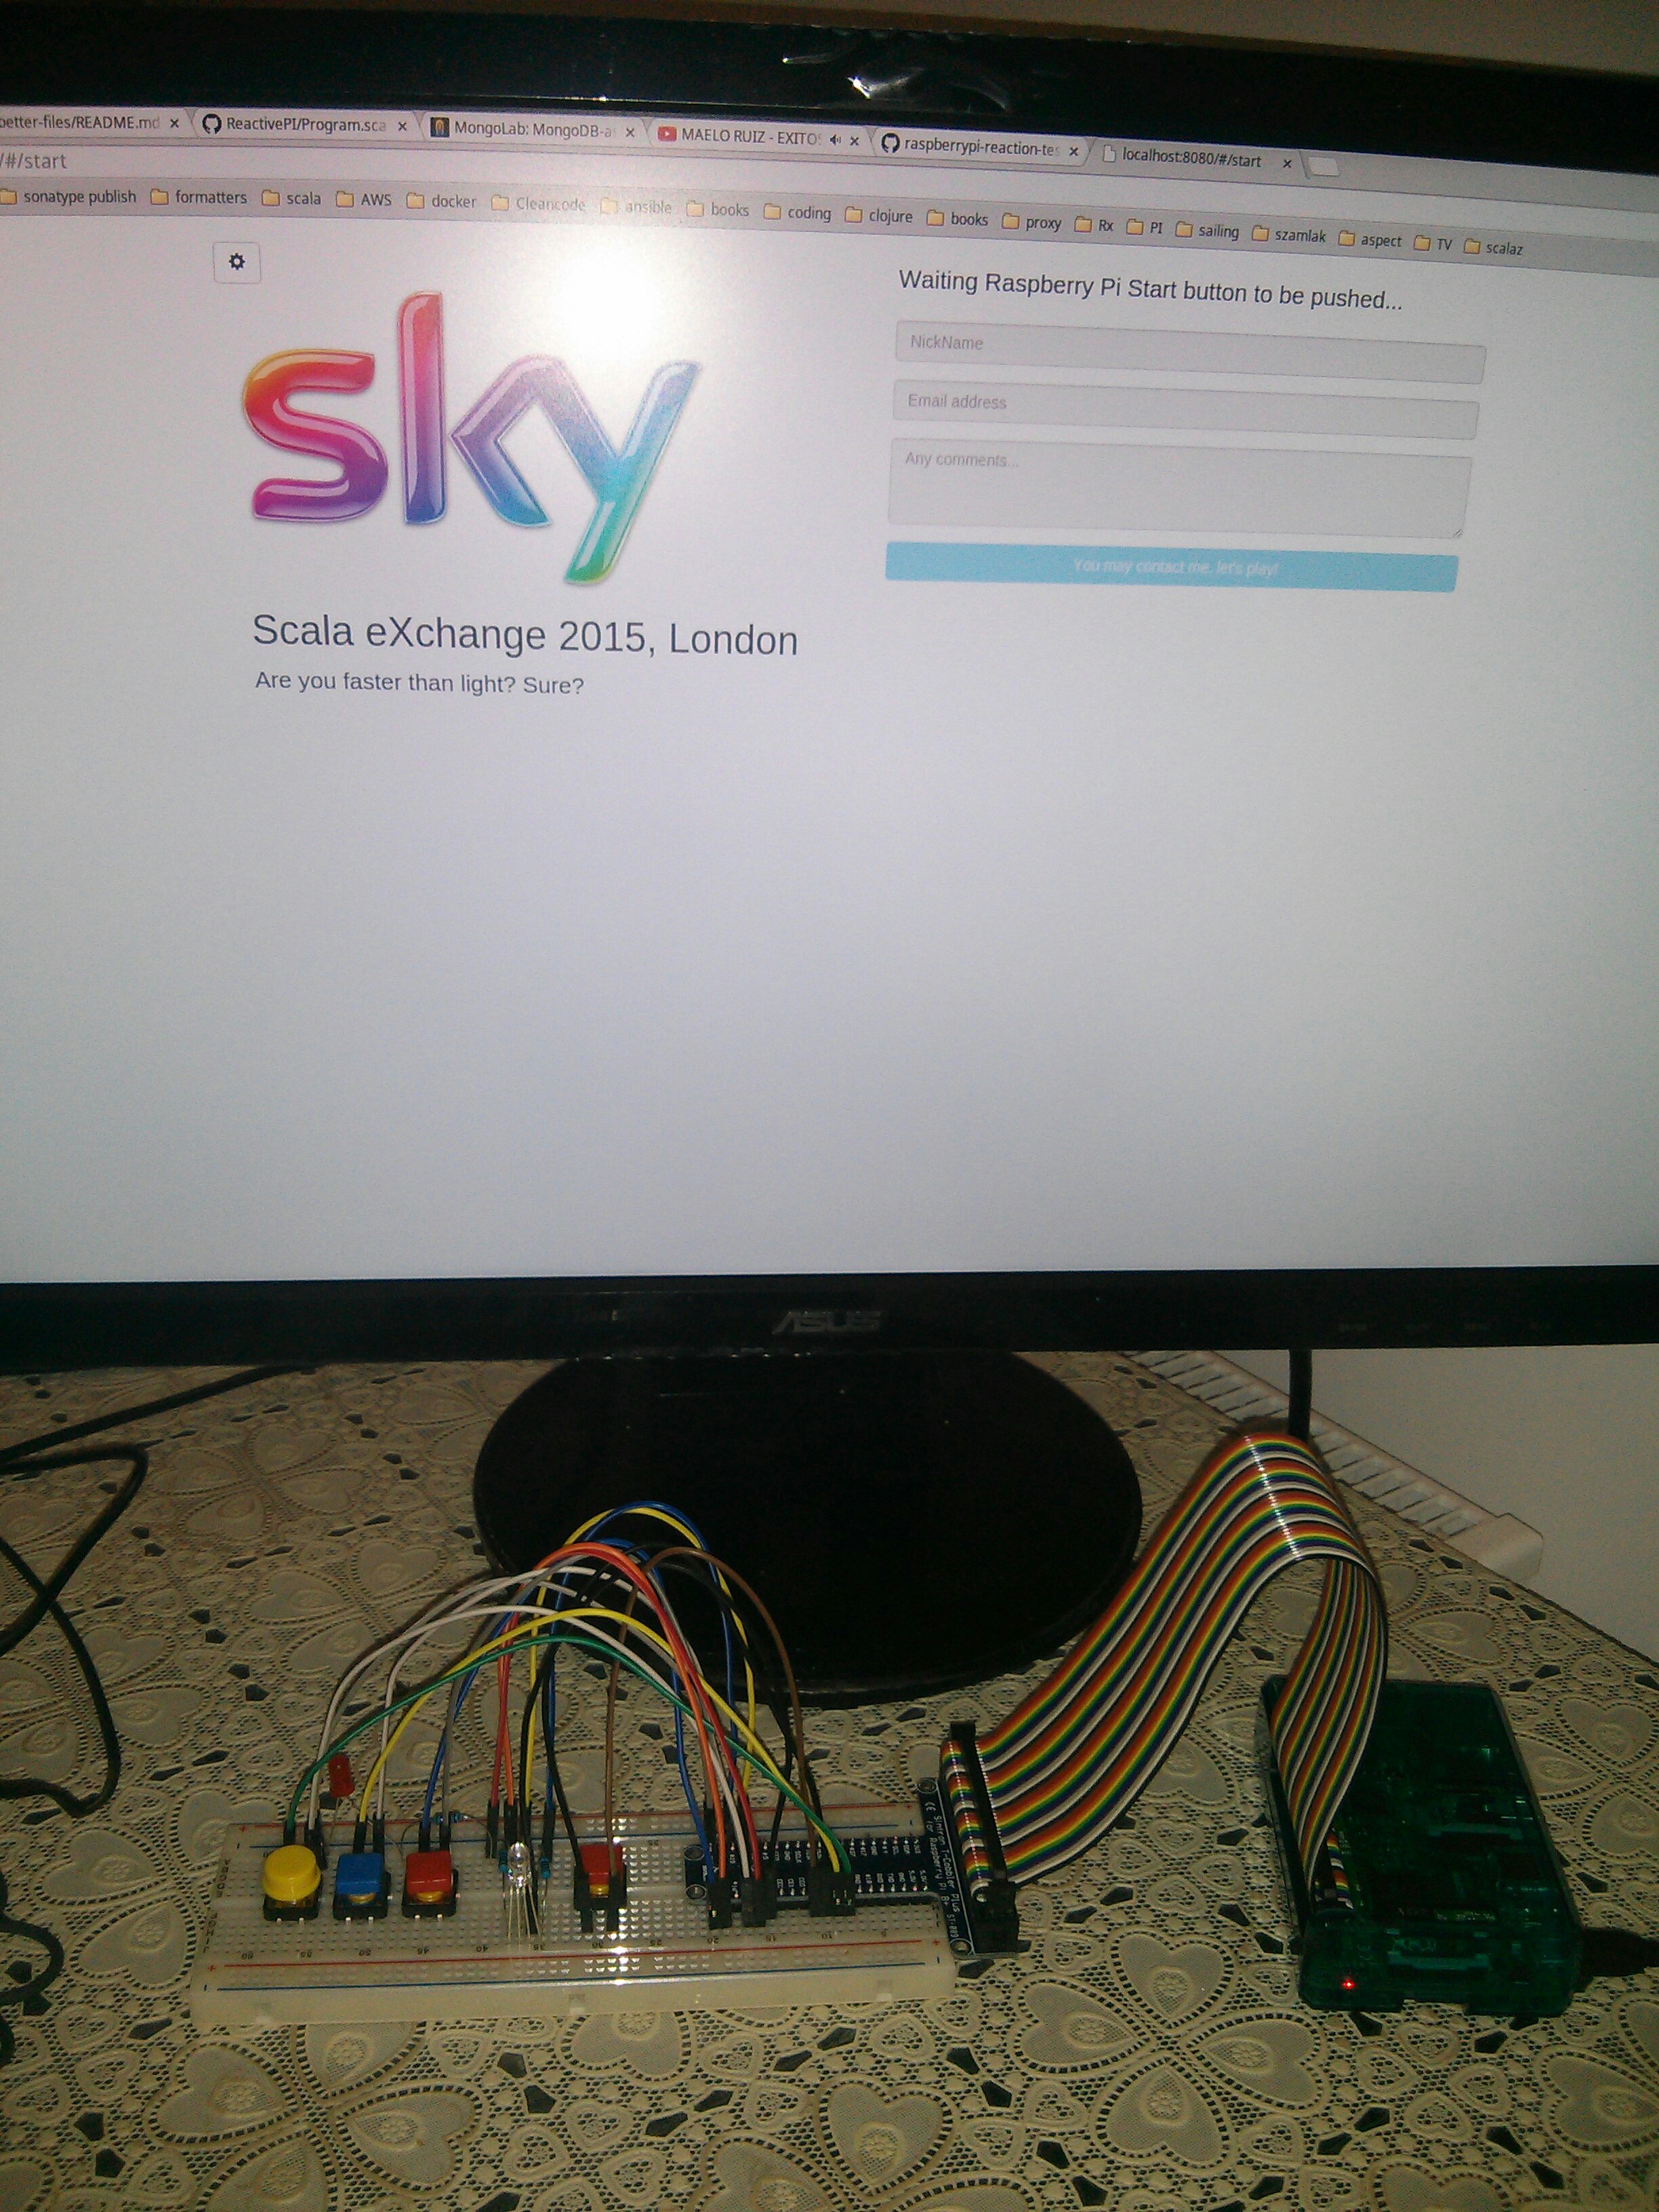 better-files/README.md
ReactivePI/Program.sca
MongoLab: MongoDB-a
MAELO RUIZ - EXITO
raspberrypi-reaction-te
localhost:8080/#/start
/#/start
sonatype publish
formatters
scala
AWS
docker
Cleancode
ansible
books
coding
clojure
books
proxy
Rx
PI
sailing
szamlak
aspect
TV
scalaz
sky
Scala eXchange 2015, London
Are you faster than light? Sure?
Waiting Raspberry Pi Start button to be pushed...
NickName
Email address
Any comments...
You may contact me, let's play!
ASUS